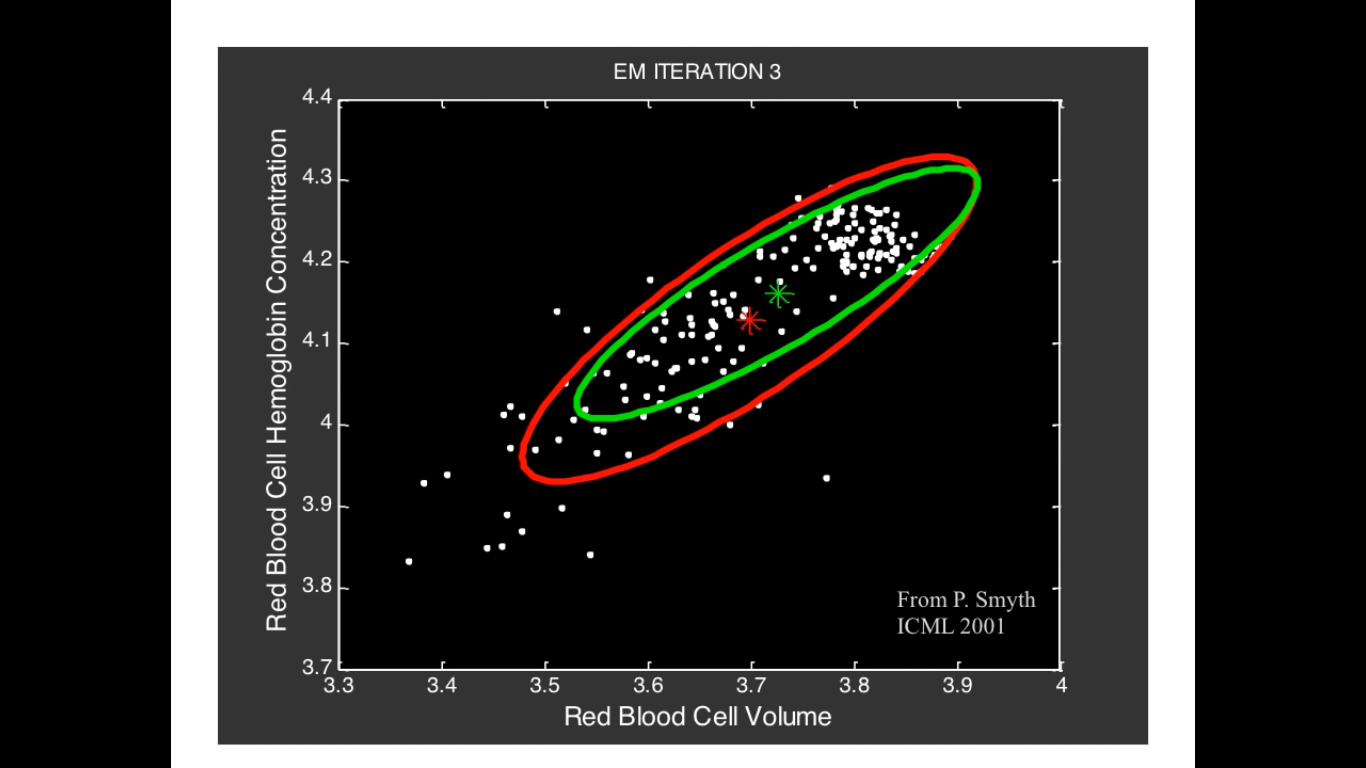 EM ITERATION 3
Red Blood Cell Hemoglobin Concentration
4.4
4.3
4.2
4.1
4
3.9
3.8
3.7
From P. Smyth
ICML 2001
3.3 3.4 3.5 3.6 3.7 3.8 3.9 4
Red Blood Cell Volume